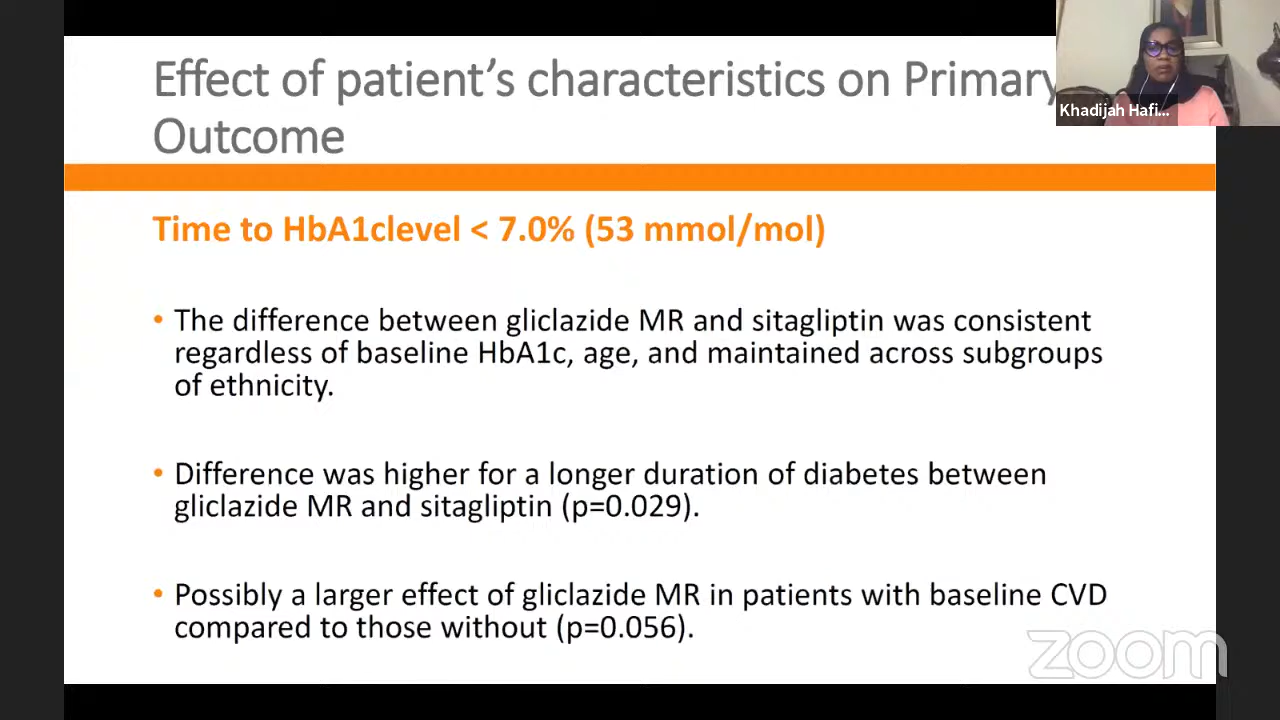 Effect of patient's characteristics on Primary
Outcome
Khadijah Hafi...
Time to HbA1clevel < 7.0% (53 mmol/mol)
• The difference between gliclazide MR and sitagliptin was consistent
regardless of baseline HbA1c, age, and maintained across subgroups
of ethnicity.
• Difference was higher for a longer duration of diabetes between
gliclazide MR and sitagliptin (p=0.029).
• Possibly a larger effect of gliclazide MR in patients with baseline CVD
compared to those without (p=0.056).
zoom